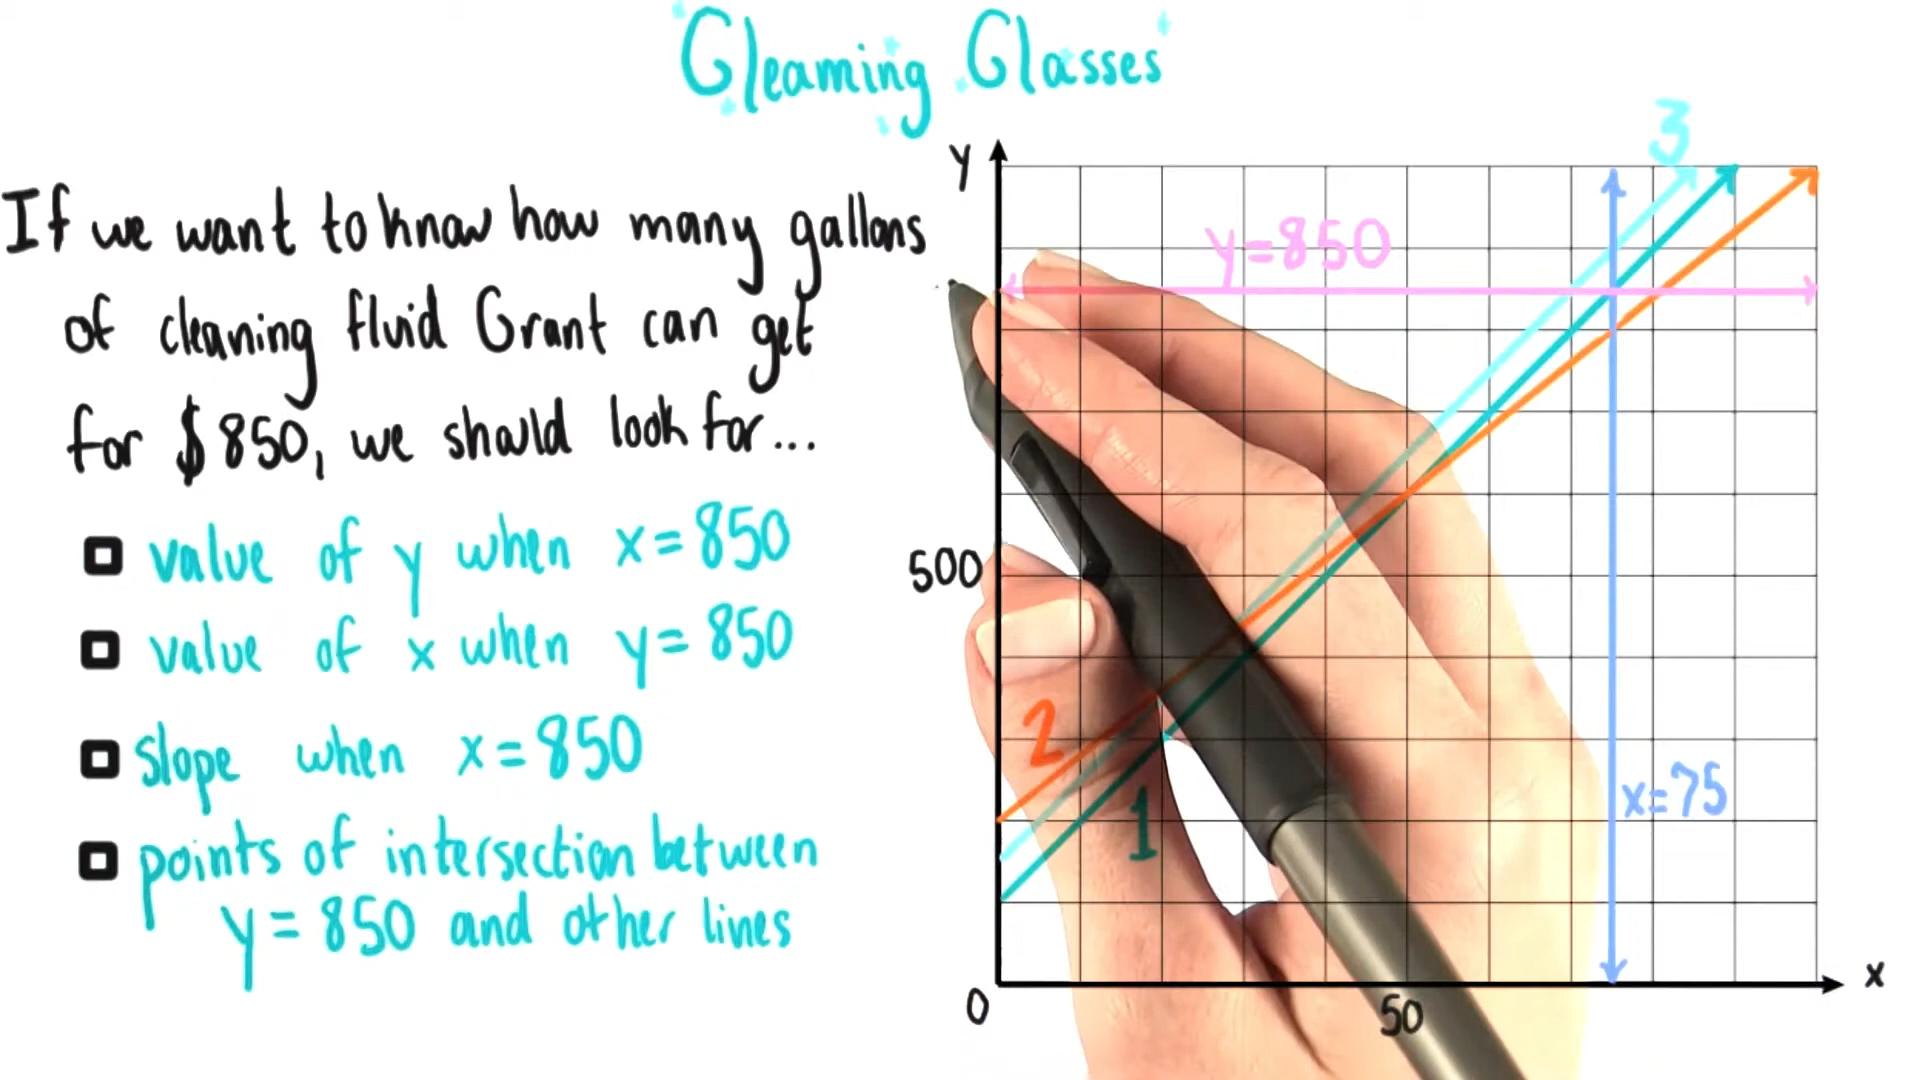 Gleaming Glasses
If we want to know how many gallons
of cleaning fluid Grant can get
for $850, we should look for...
value of y when x=850
value of x when y=850
slope when x=850
points of intersection between
y=850 and other lines
y
3
y=850
500
2
1
x=75
x
0
50